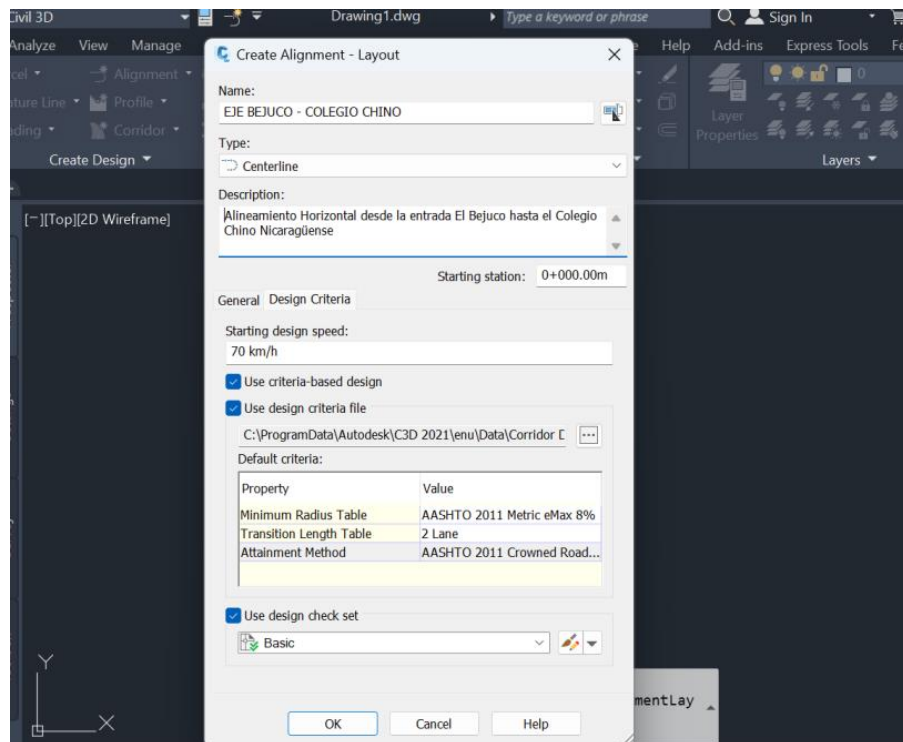 Civil 3D
Drawing1.dwg
Type a keyword or phrase
Sign In
Analyze View Manage
Help Add-ins Express Tools
Alignment
Line Profile
Corridor
Create Design
Layer
Properties
0
Layers
[−][Top][2D Wireframe]
Create Alignment - Layout
Name:
EJE BEJUCO - COLEGIO CHINO
Type:
Centerline
Description:
Alineamiento Horizontal desde la entrada El Bejuco hasta el Colegio
Chino Nicaragüense
Starting station: 0+000.00m
General Design Criteria
Starting design speed:
70 km/h
Use criteria-based design
Use design criteria file
C:\ProgramData\Autodesk\C3D 2021\enu\Data\Corridor
Default criteria:
Property Value
Minimum Radius Table AASHTO 2011 Metric eMax 8%
Transition Length Table 2 Lane
Attainment Method AASHTO 2011 Crowned Road...
Use design check set
Basic
OK Cancel Help
mentLay
Y
X